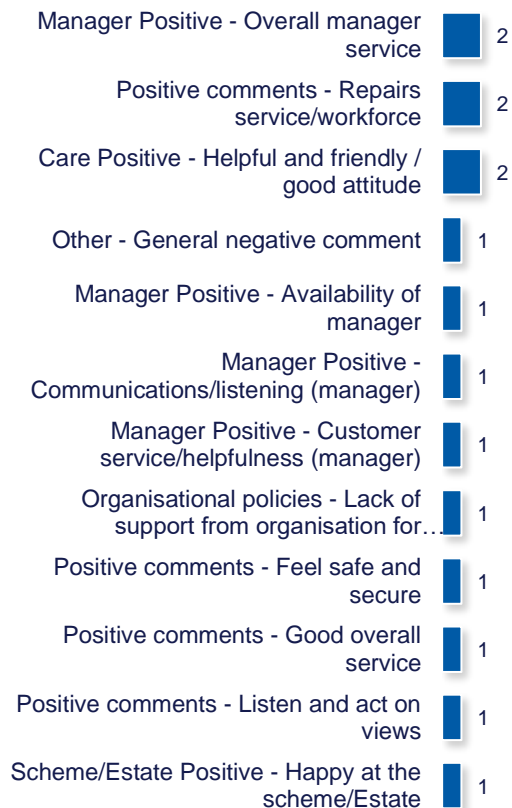 Manager Positive - Overall manager
service
2
Positive comments - Repairs
service/workforce
2
Care Positive - Helpful and friendly /
good attitude
2
Other - General negative comment
1
Manager Positive - Availability of
manager
1
Manager Positive -
Communications/listening (manager)
1
Manager Positive - Customer
service/helpfulness (manager)
1
Organisational policies - Lack of
support from organisation for…
1
Positive comments - Feel safe and
secure
1
Positive comments - Good overall
service
1
Positive comments - Listen and act on
views
1
Scheme/Estate Positive - Happy at the
scheme/Estate
1